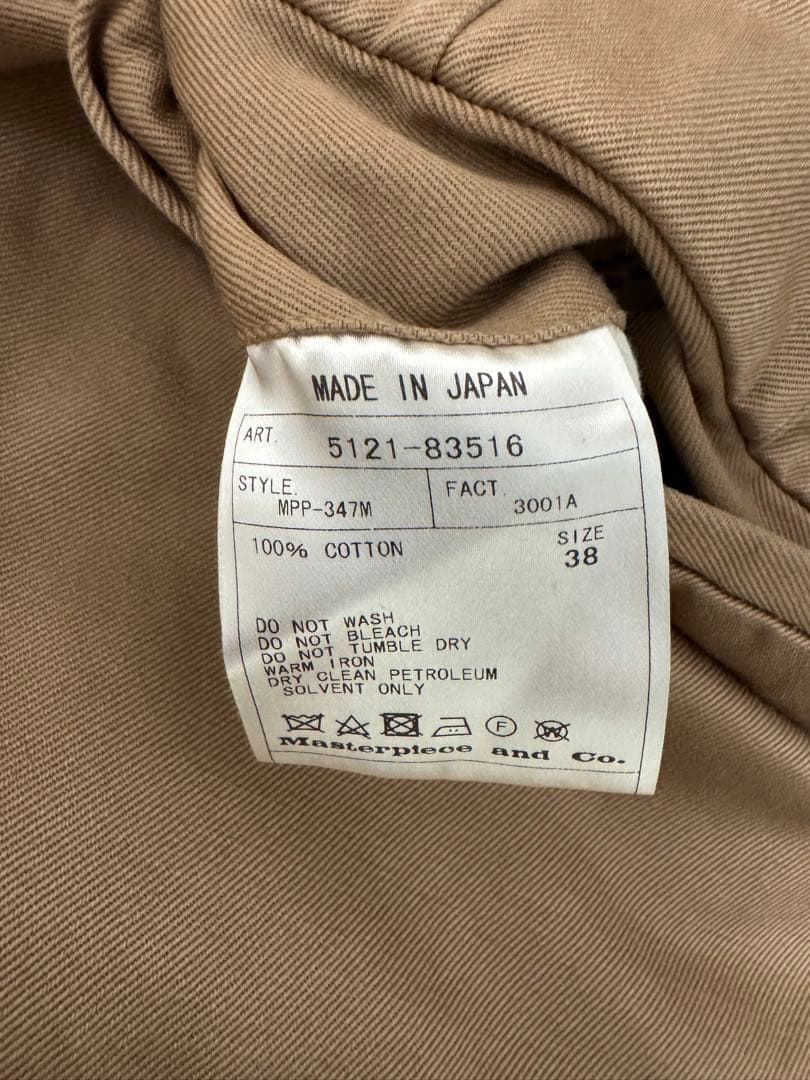 MADE IN JAPAN
ART. 5121-83516
STYLE. MPP-347M FACT. 3001A
100% COTTON SIZE 38
DO NOT WASH
DO NOT BLEACH
DO NOT TUMBLE DRY
WARM IRON
DRY CLEAN PETROLEUM
SOLVENT ONLY
F W
Masterpiece and Co.